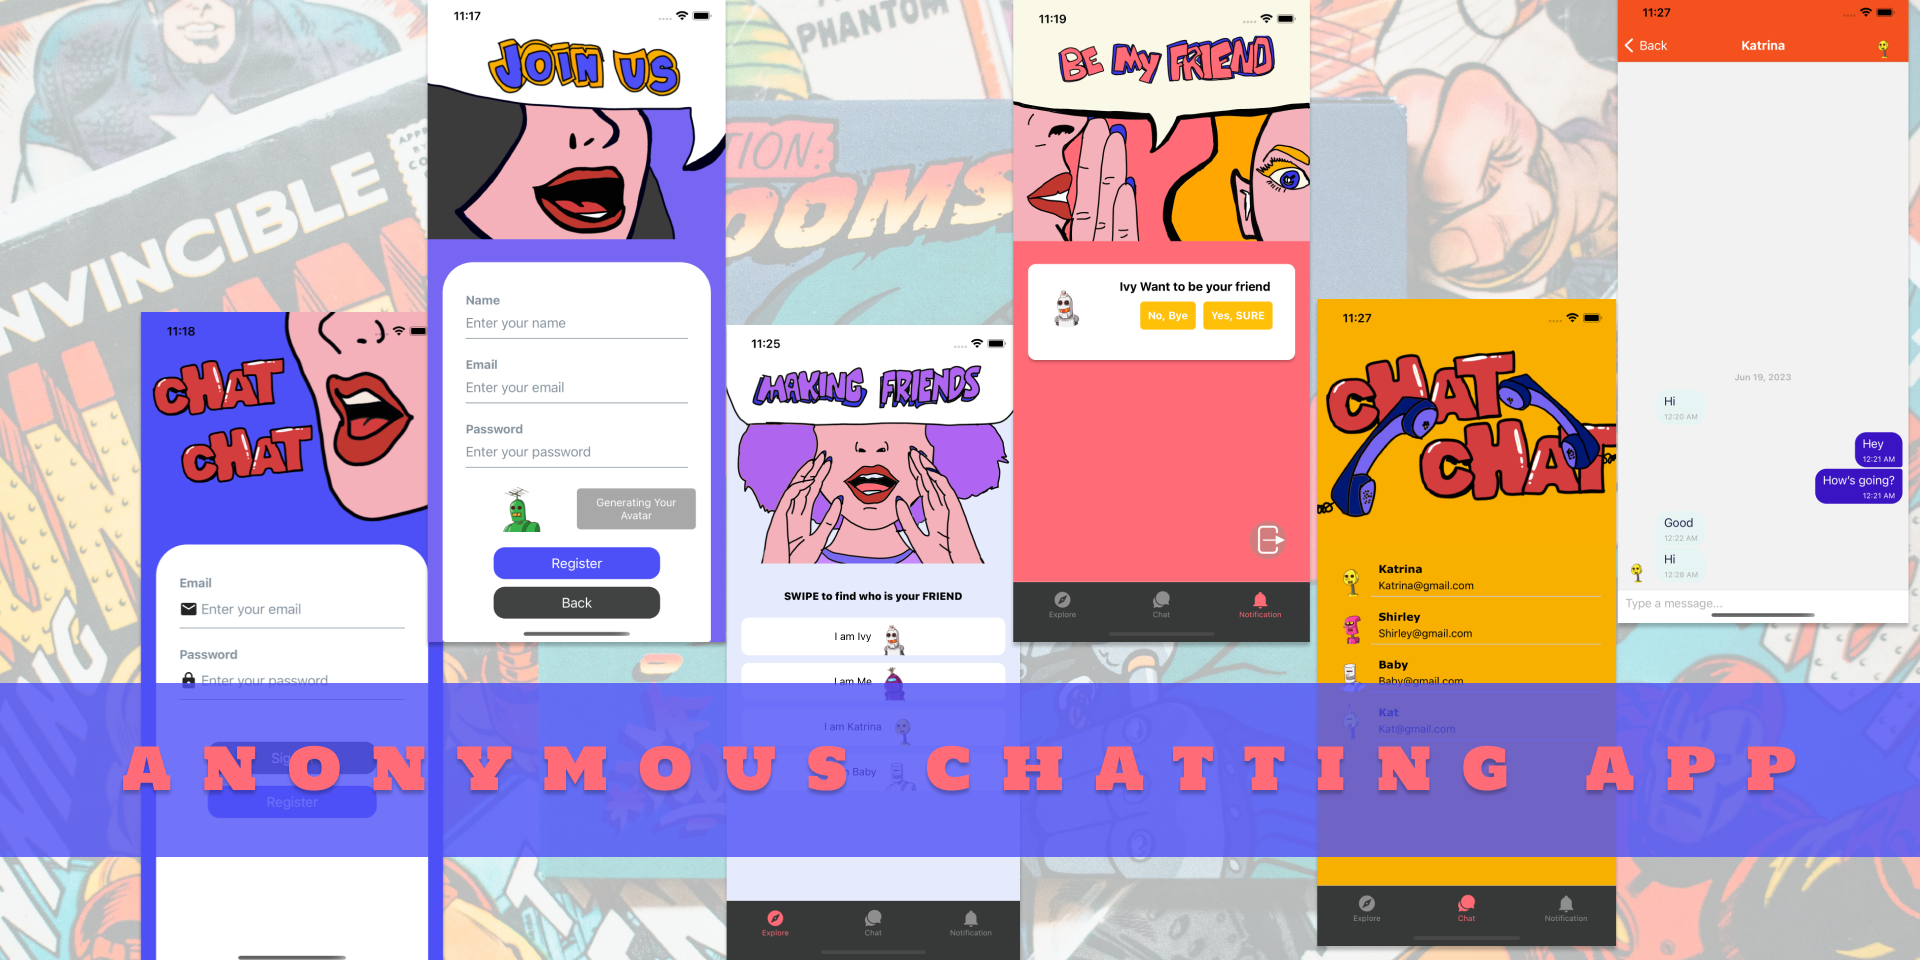 PHANTOM
INVINCIBLE
TION:
OOMS
11:18
CHAT
CHAT
Email
Enter your email
Password
Enter your password
Register
11:17
JOIN US
Name
Enter your name
Email
Enter your email
Password
Enter your password
Generating Your
Avatar
Register
Back
11:25
MAKING FRIENDS
SWIPE to find who is your FRIEND
I am Ivy
I am Me
I am Katrina
Baby
Explore
Chat
Notification
11:19
BE MY FRIEND
Ivy Want to be your friend
No, Bye
Yes, SURE
Explore
Chat
Notification
11:27
CHAT
CHAT
Katrina
Katrina@gmail.com
Shirley
Shirley@gmail.com
Baby
Baby@gmail.com
Kat
Kat@gmail.com
Explore
Chat
Notification
11:27
Back
Katrina
Jun 19, 2023
Hi
12:20 AM
Hey
12:21 AM
How's going?
12:21 AM
Good
12:22 AM
Hi
12:28 AM
Type a message...
ANONYMOUS CHATTING APP